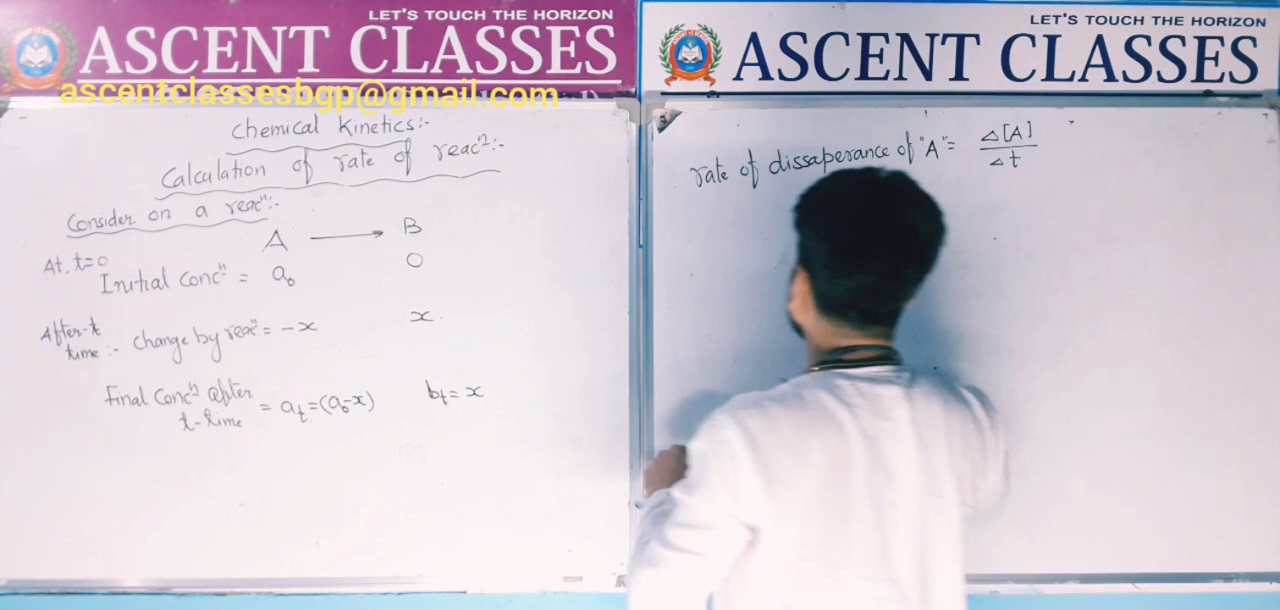 LET'S TOUCH THE HORIZON
ASCENT CLASSES
ascentclassesbgp@gmail.com
Chemical Kinetics:-
Calculation of rate of reacⁿ:-
Consider on a reacⁿ:-
A ⟶ B
At, t=0
Initial Concⁿ = a₀ 0
After-t
time:- Change by reacⁿ = -x x.
Final Concⁿ after
t-time = aₜ=(a₀-x) bₜ= x
LET'S TOUCH THE HORIZON
ASCENT CLASSES
rate of dissaperance of "A" = Δ[A]
Δt